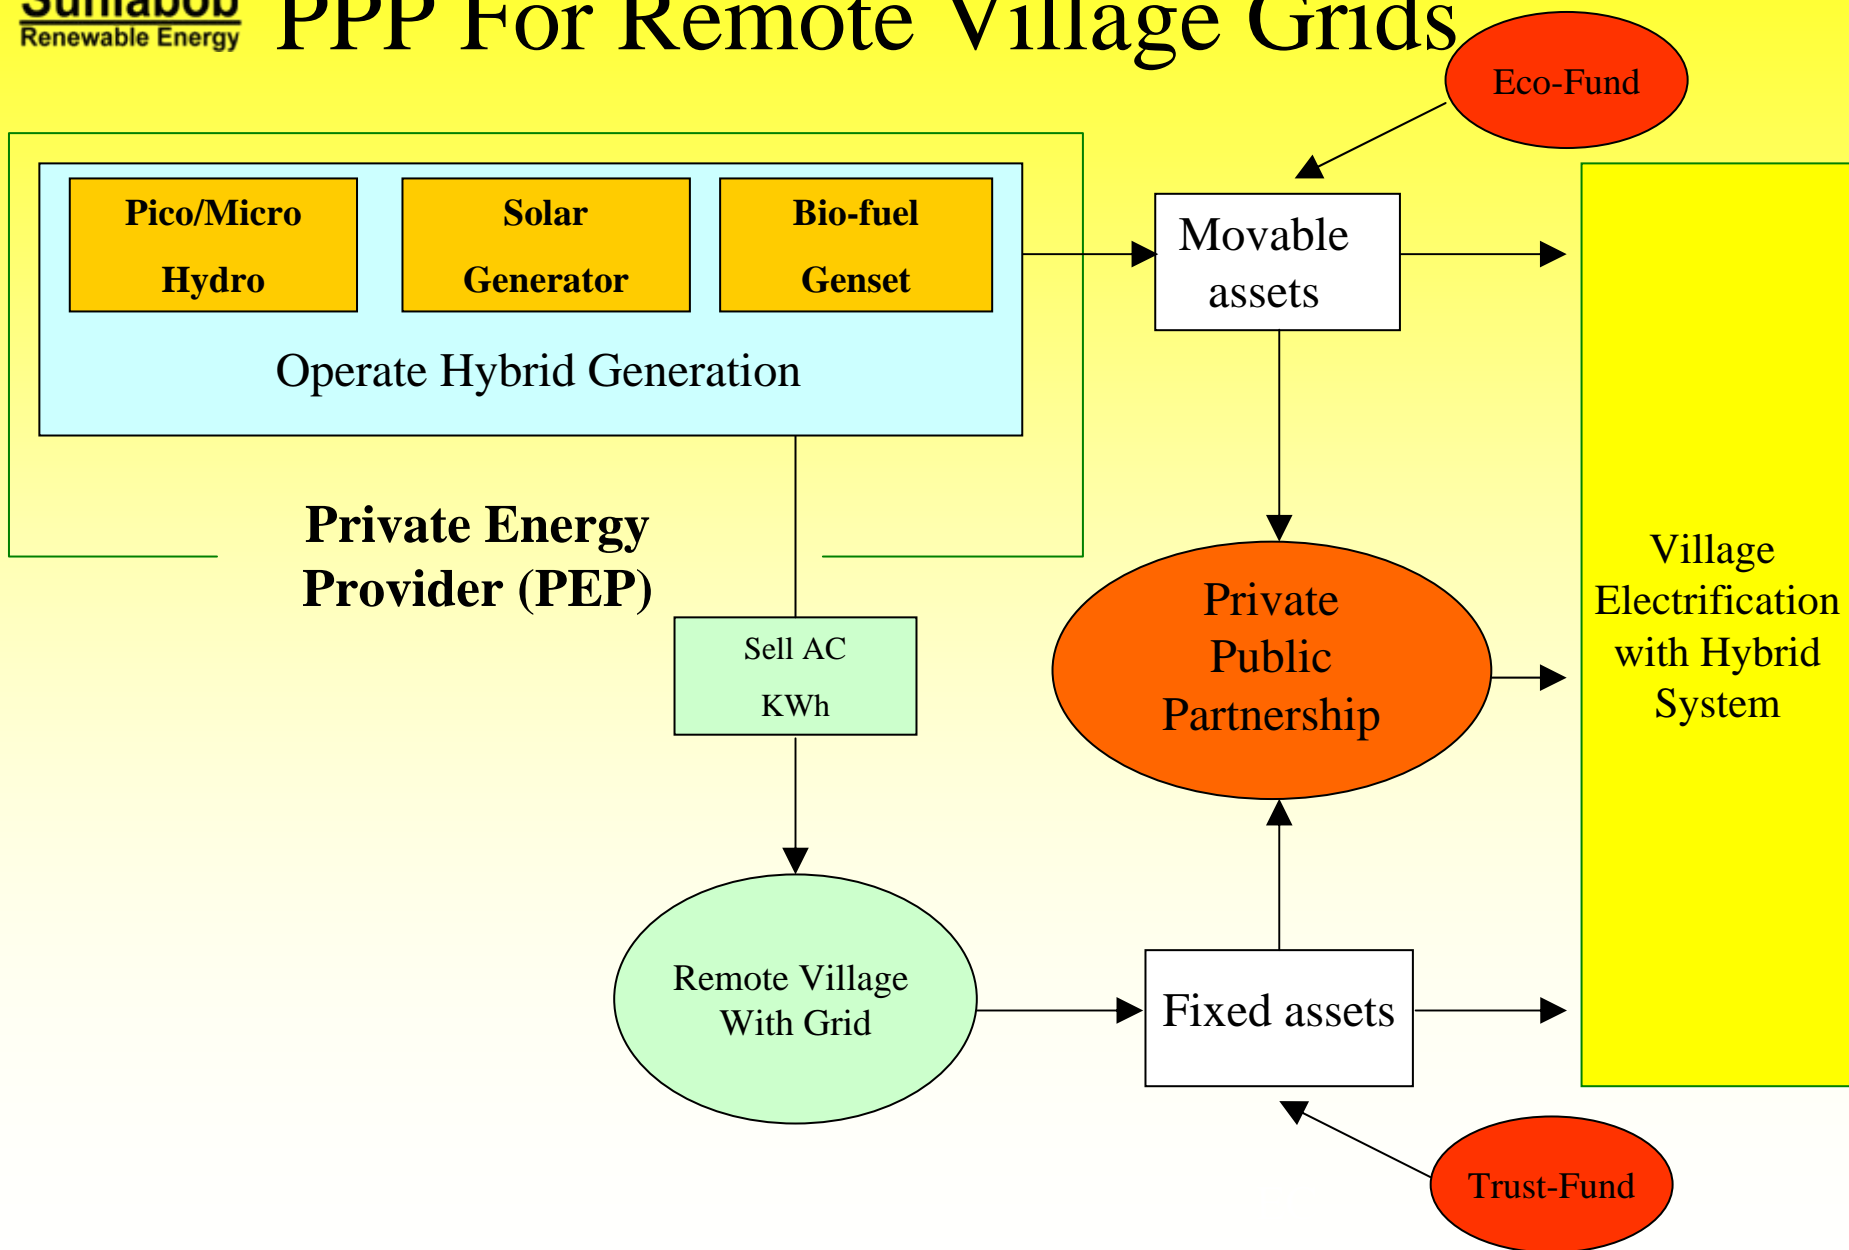 Sunlabob
Renewable Energy
PPP For Remote Village Grids
Eco-Fund
Pico/Micro
Hydro
Solar
Generator
Bio-fuel
Genset
Movable
assets
Operate Hybrid Generation
Private Energy
Provider (PEP)
Sell AC
KWh
Private
Public
Partnership
Village
Electrification
with Hybrid
System
Remote Village
With Grid
Fixed assets
Trust-Fund